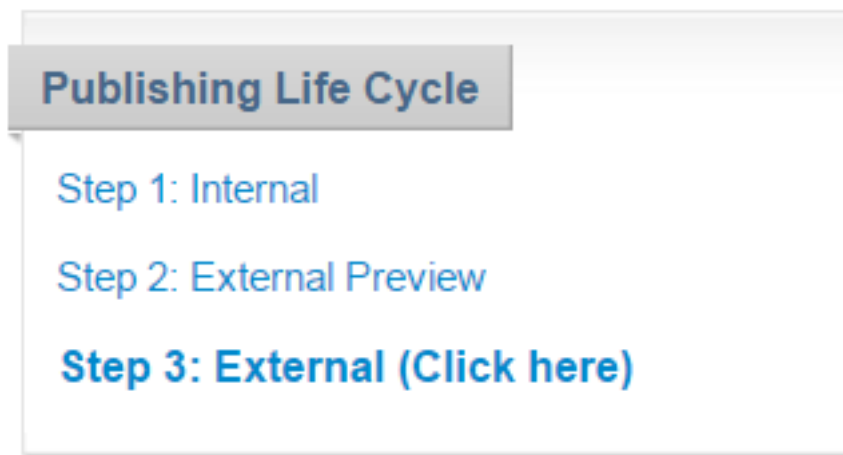 Publishing Life Cycle
Step 1: Internal
Step 2: External Preview
Step 3: External (Click here)